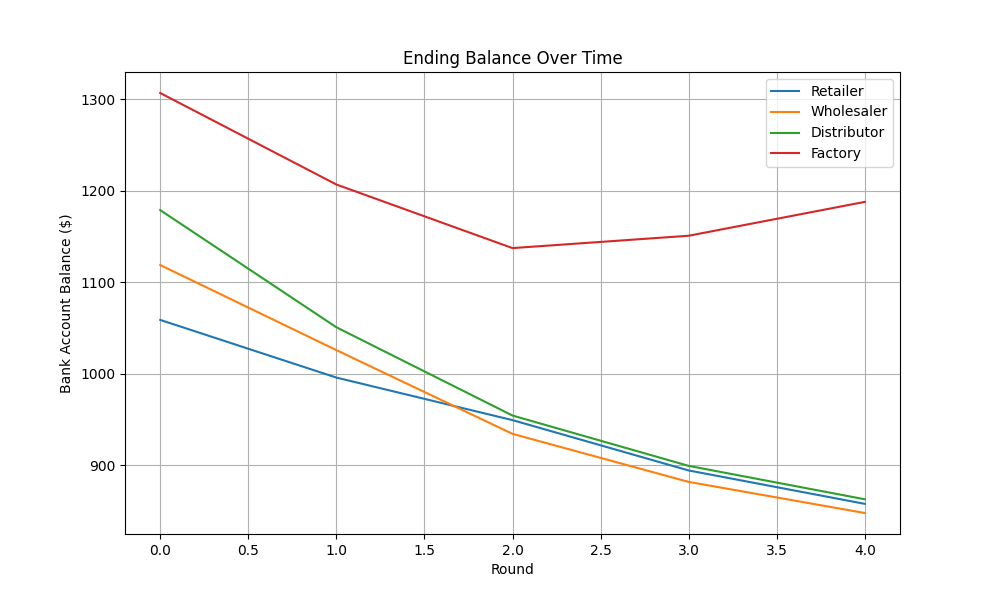 Ending Balance Over Time
Retailer
Wholesaler
Distributor
Factory
Bank Account Balance ($)
1300
1200
1100
1000
900
0.0 0.5 1.0 1.5 2.0 2.5 3.0 3.5 4.0
Round